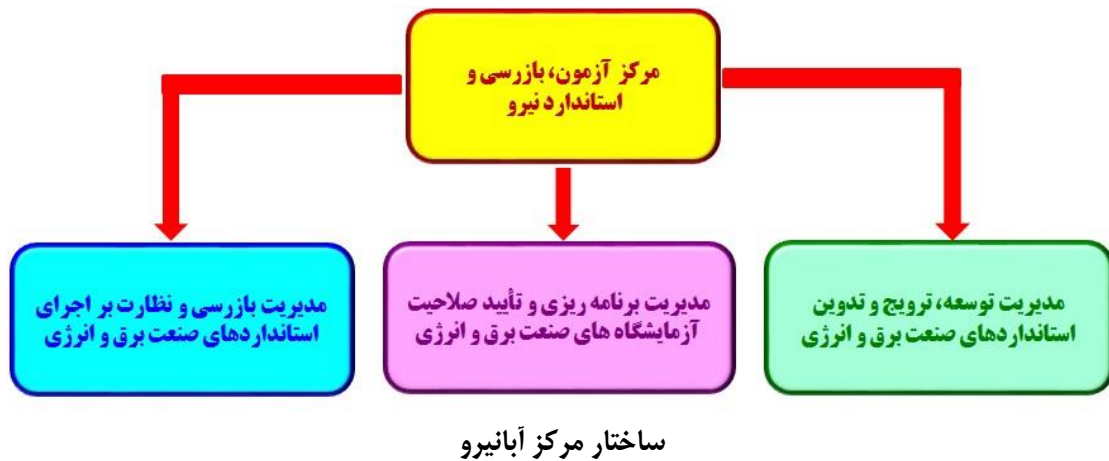 مرکز آزمون، بازرسی و
استاندارد نیرو
مدیریت توسعه، ترویج و تدوین
استانداردهای صنعت برق و انرژی
مدیریت برنامه ریزی و تأیید صلاحیت
آزمایشگاه های صنعت برق و انرژی
مدیریت بازرسی و نظارت بر اجرای
استانداردهای صنعت برق و انرژی
ساختار مرکز آبانیرو